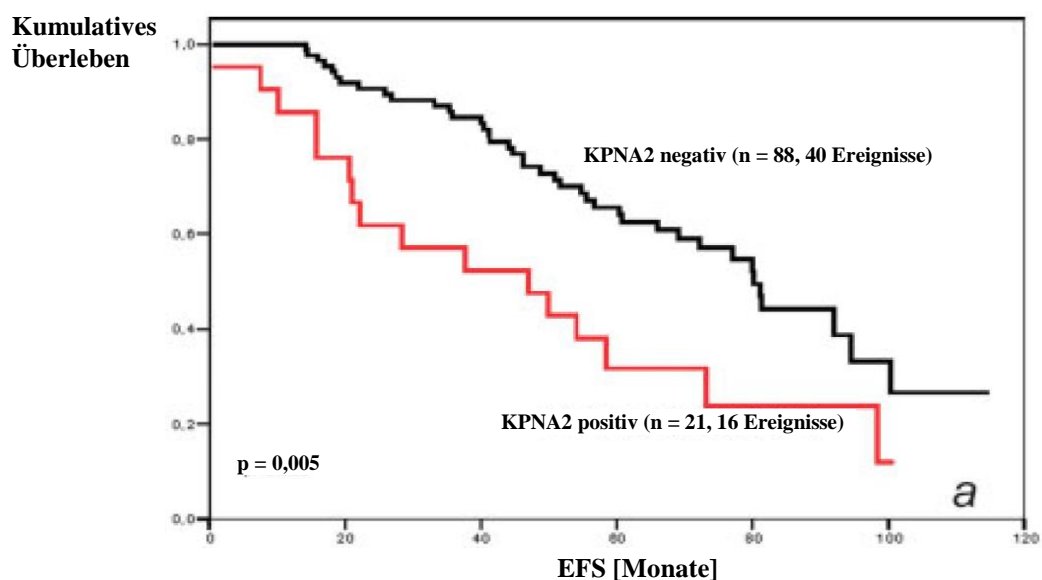 Kumulatives
Überleben
1,0
0,8
0,6
0,4
0,2
0,0
KPNA2 negativ (n = 88, 40 Ereignisse)
KPNA2 positiv (n = 21, 16 Ereignisse)
p = 0,005
a
0 20 40 60 80 100 120
EFS [Monate]